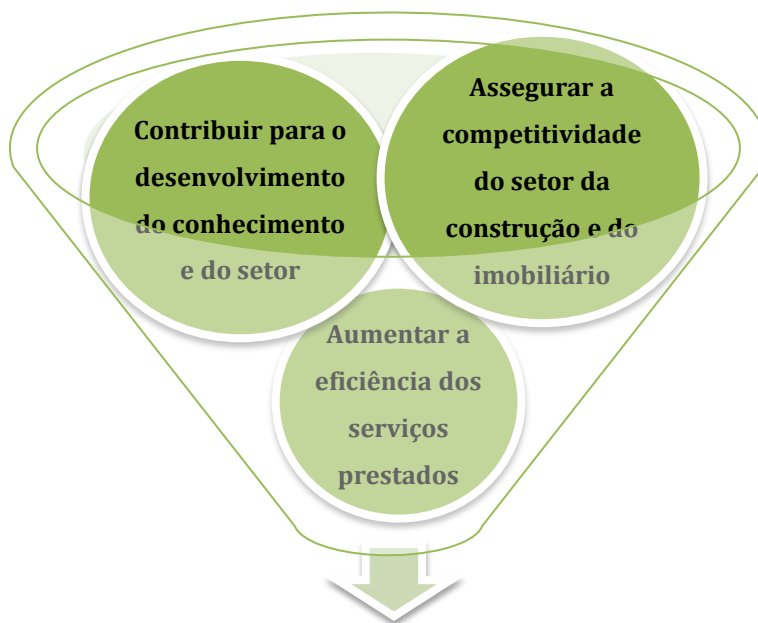 Contribuir para o
desenvolvimento
do conhecimento
e do setor
Assegurar a
competitividade
do setor da
construção e do
imobiliário
Aumentar a
eficiência dos
serviços
prestados